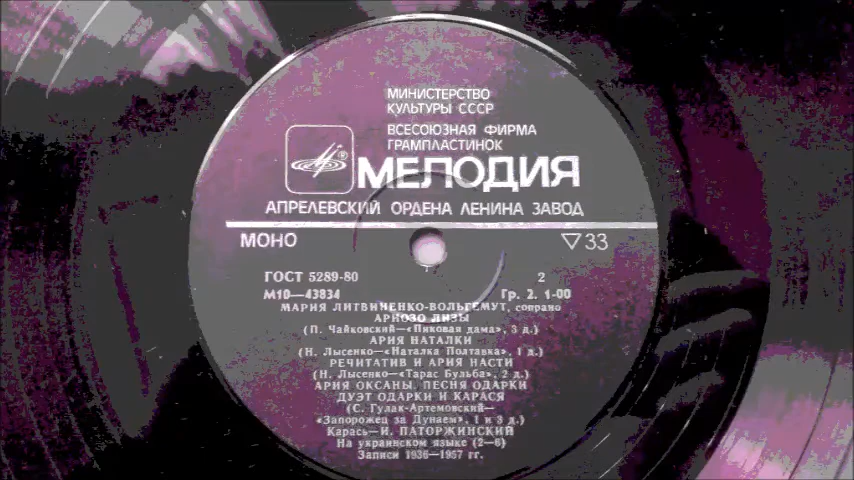 МИНИСТЕРСТВО
КУЛЬТУРЫ СССР
ВСЕСОЮЗНАЯ ФИРМА
ГРАМПЛАСТИНОК
®
МЕЛОДИЯ
АПРЕЛЕВСКИЙ ОРДЕНА ЛЕНИНА ЗАВОД
МОНО ▽33
ГОСТ 5289-80 2
М10—43834 Гр. 2. 1-00
МАРИЯ ЛИТВИНЕНКО-ВОЛЬГЕМУТ, сопрано
АРИОЗО ЛИЗЫ
(П. Чайковский—«Пиковая дама», 3 д.)
АРИЯ НАТАЛКИ
(Н. Лысенко—«Наталка Полтавка», 1 д.)
РЕЧИТАТИВ И АРИЯ НАСТИ
(Н. Лысенко—«Тарас Бульба», 2 д.)
АРИЯ ОКСАНЫ, ПЕСНЯ ОДАРКИ
ДУЭТ ОДАРКИ И КАРАСЯ
(С. Гулак-Артемовский—
«Запорожец за Дунаем», 1 и 3 д.)
Карась—И. ПАТОРЖИНСКИЙ
На украинском языке (2—6)
Записи 1936—1957 гг.